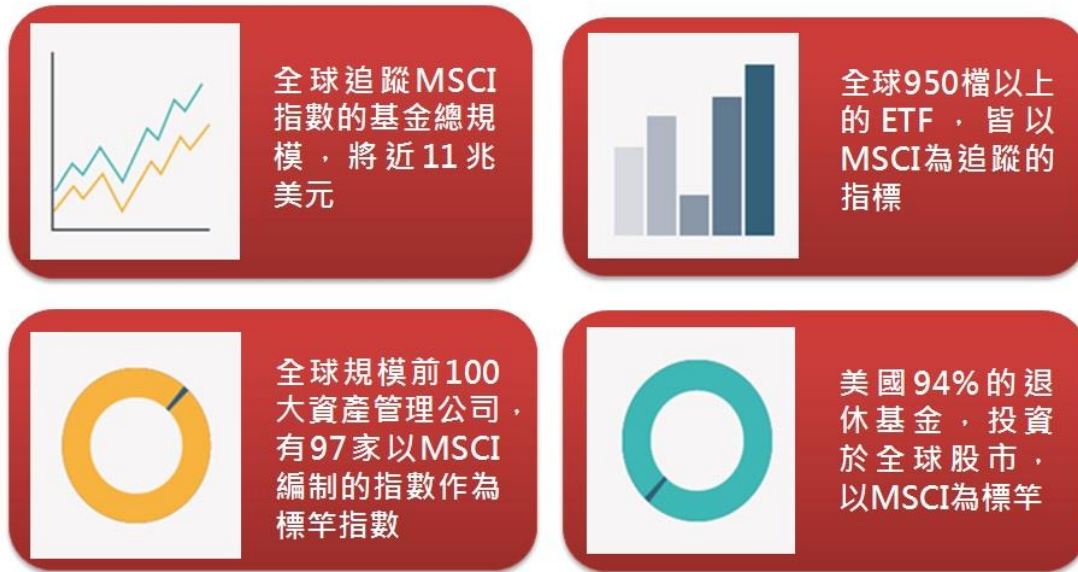 全球追蹤MSCI
指數的基金總規
模，將近11兆
美元
全球950檔以上
的ETF，皆以
MSCI為追蹤的
指標
全球規模前100
大資產管理公司，
有97家以MSCI
編制的指數作為
標竿指數
美國94%的退
休基金，投資
於全球股市，
以MSCI為標竿